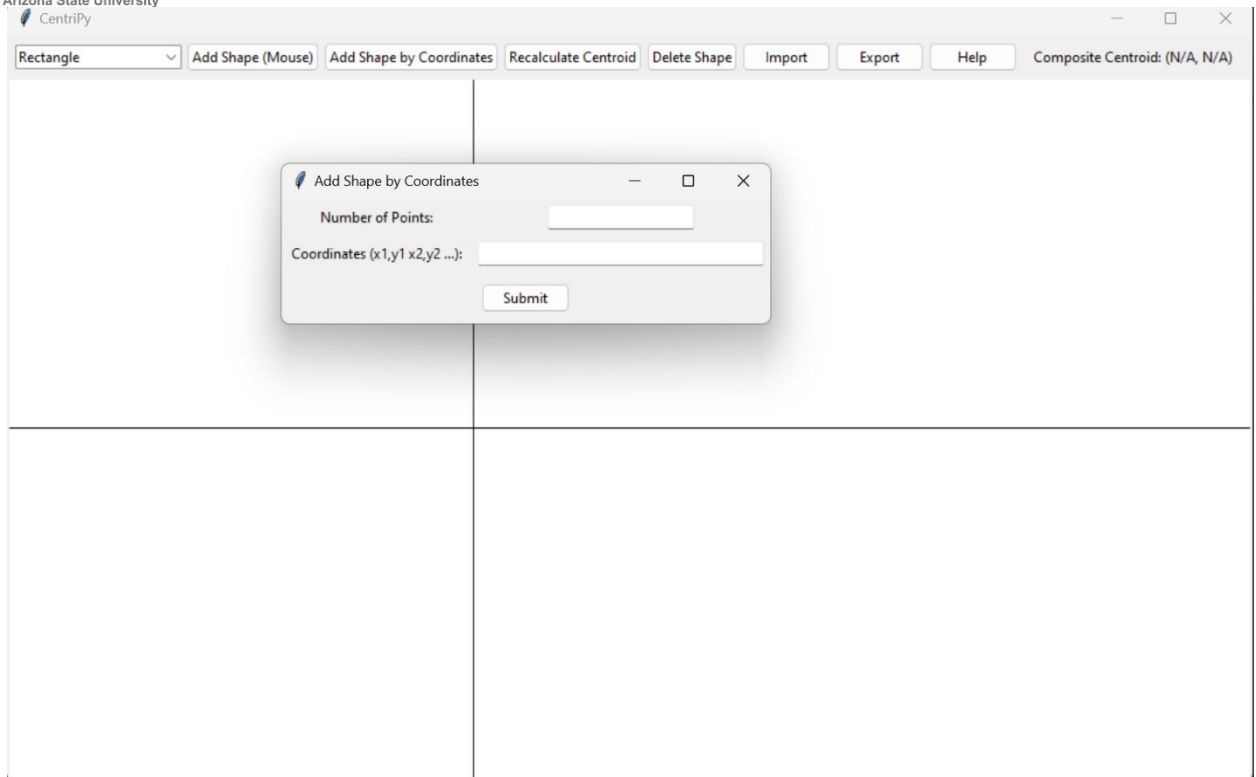 Arizona State University
CentriPy
Rectangle Add Shape (Mouse) Add Shape by Coordinates Recalculate Centroid Delete Shape Import Export Help Composite Centroid: (N/A, N/A)
Add Shape by Coordinates
Number of Points:
Coordinates (x1,y1 x2,y2 ...):
Submit